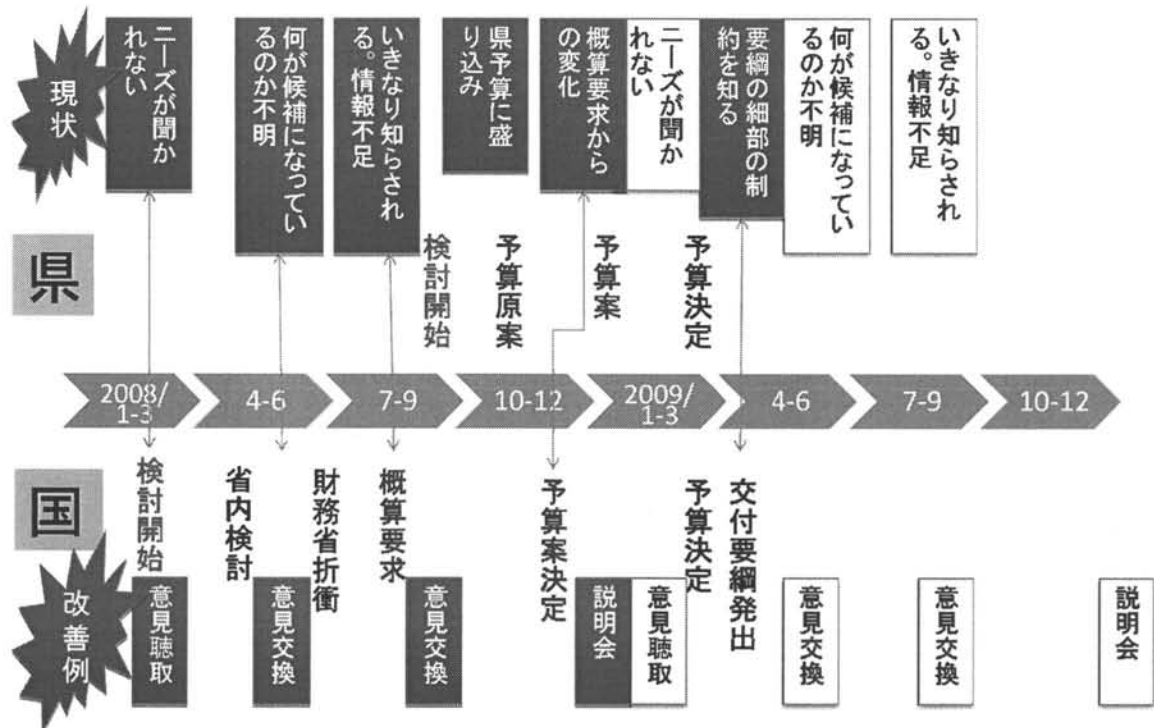 現状
ニーズが聞か
れない
何が候補になってい
るのか不明
いきなり知らされ
る。情報不足
県予算に盛
り込み
概算要求から
の変化
ニーズが聞か
れない
要綱の細部の制
約を知る
何が候補になってい
るのか不明
いきなり知らされ
る。情報不足
県
検討開始
予算原案
予算案
予算決定
2008/
1-3
4-6
7-9
10-12
2009/
1-3
4-6
7-9
10-12
国
検討開始
省内検討
財務省折衝
概算要求
予算案決定
予算決定
交付要綱発出
改善例
意見聴取
意見交換
意見交換
説明会
意見聴取
意見交換
意見交換
説明会